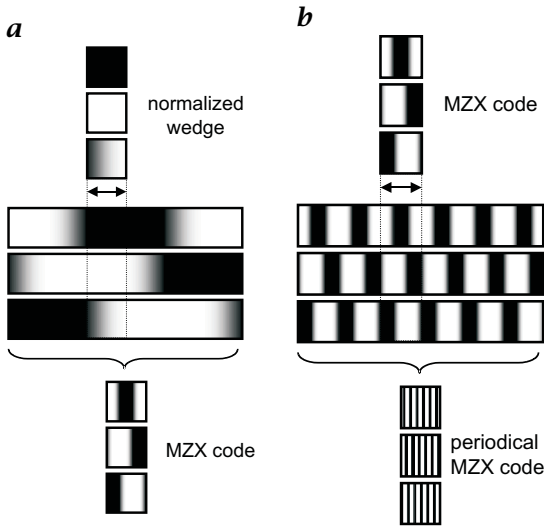 a
b
normalized
wedge
MZX code
MZX code
periodical
MZX code